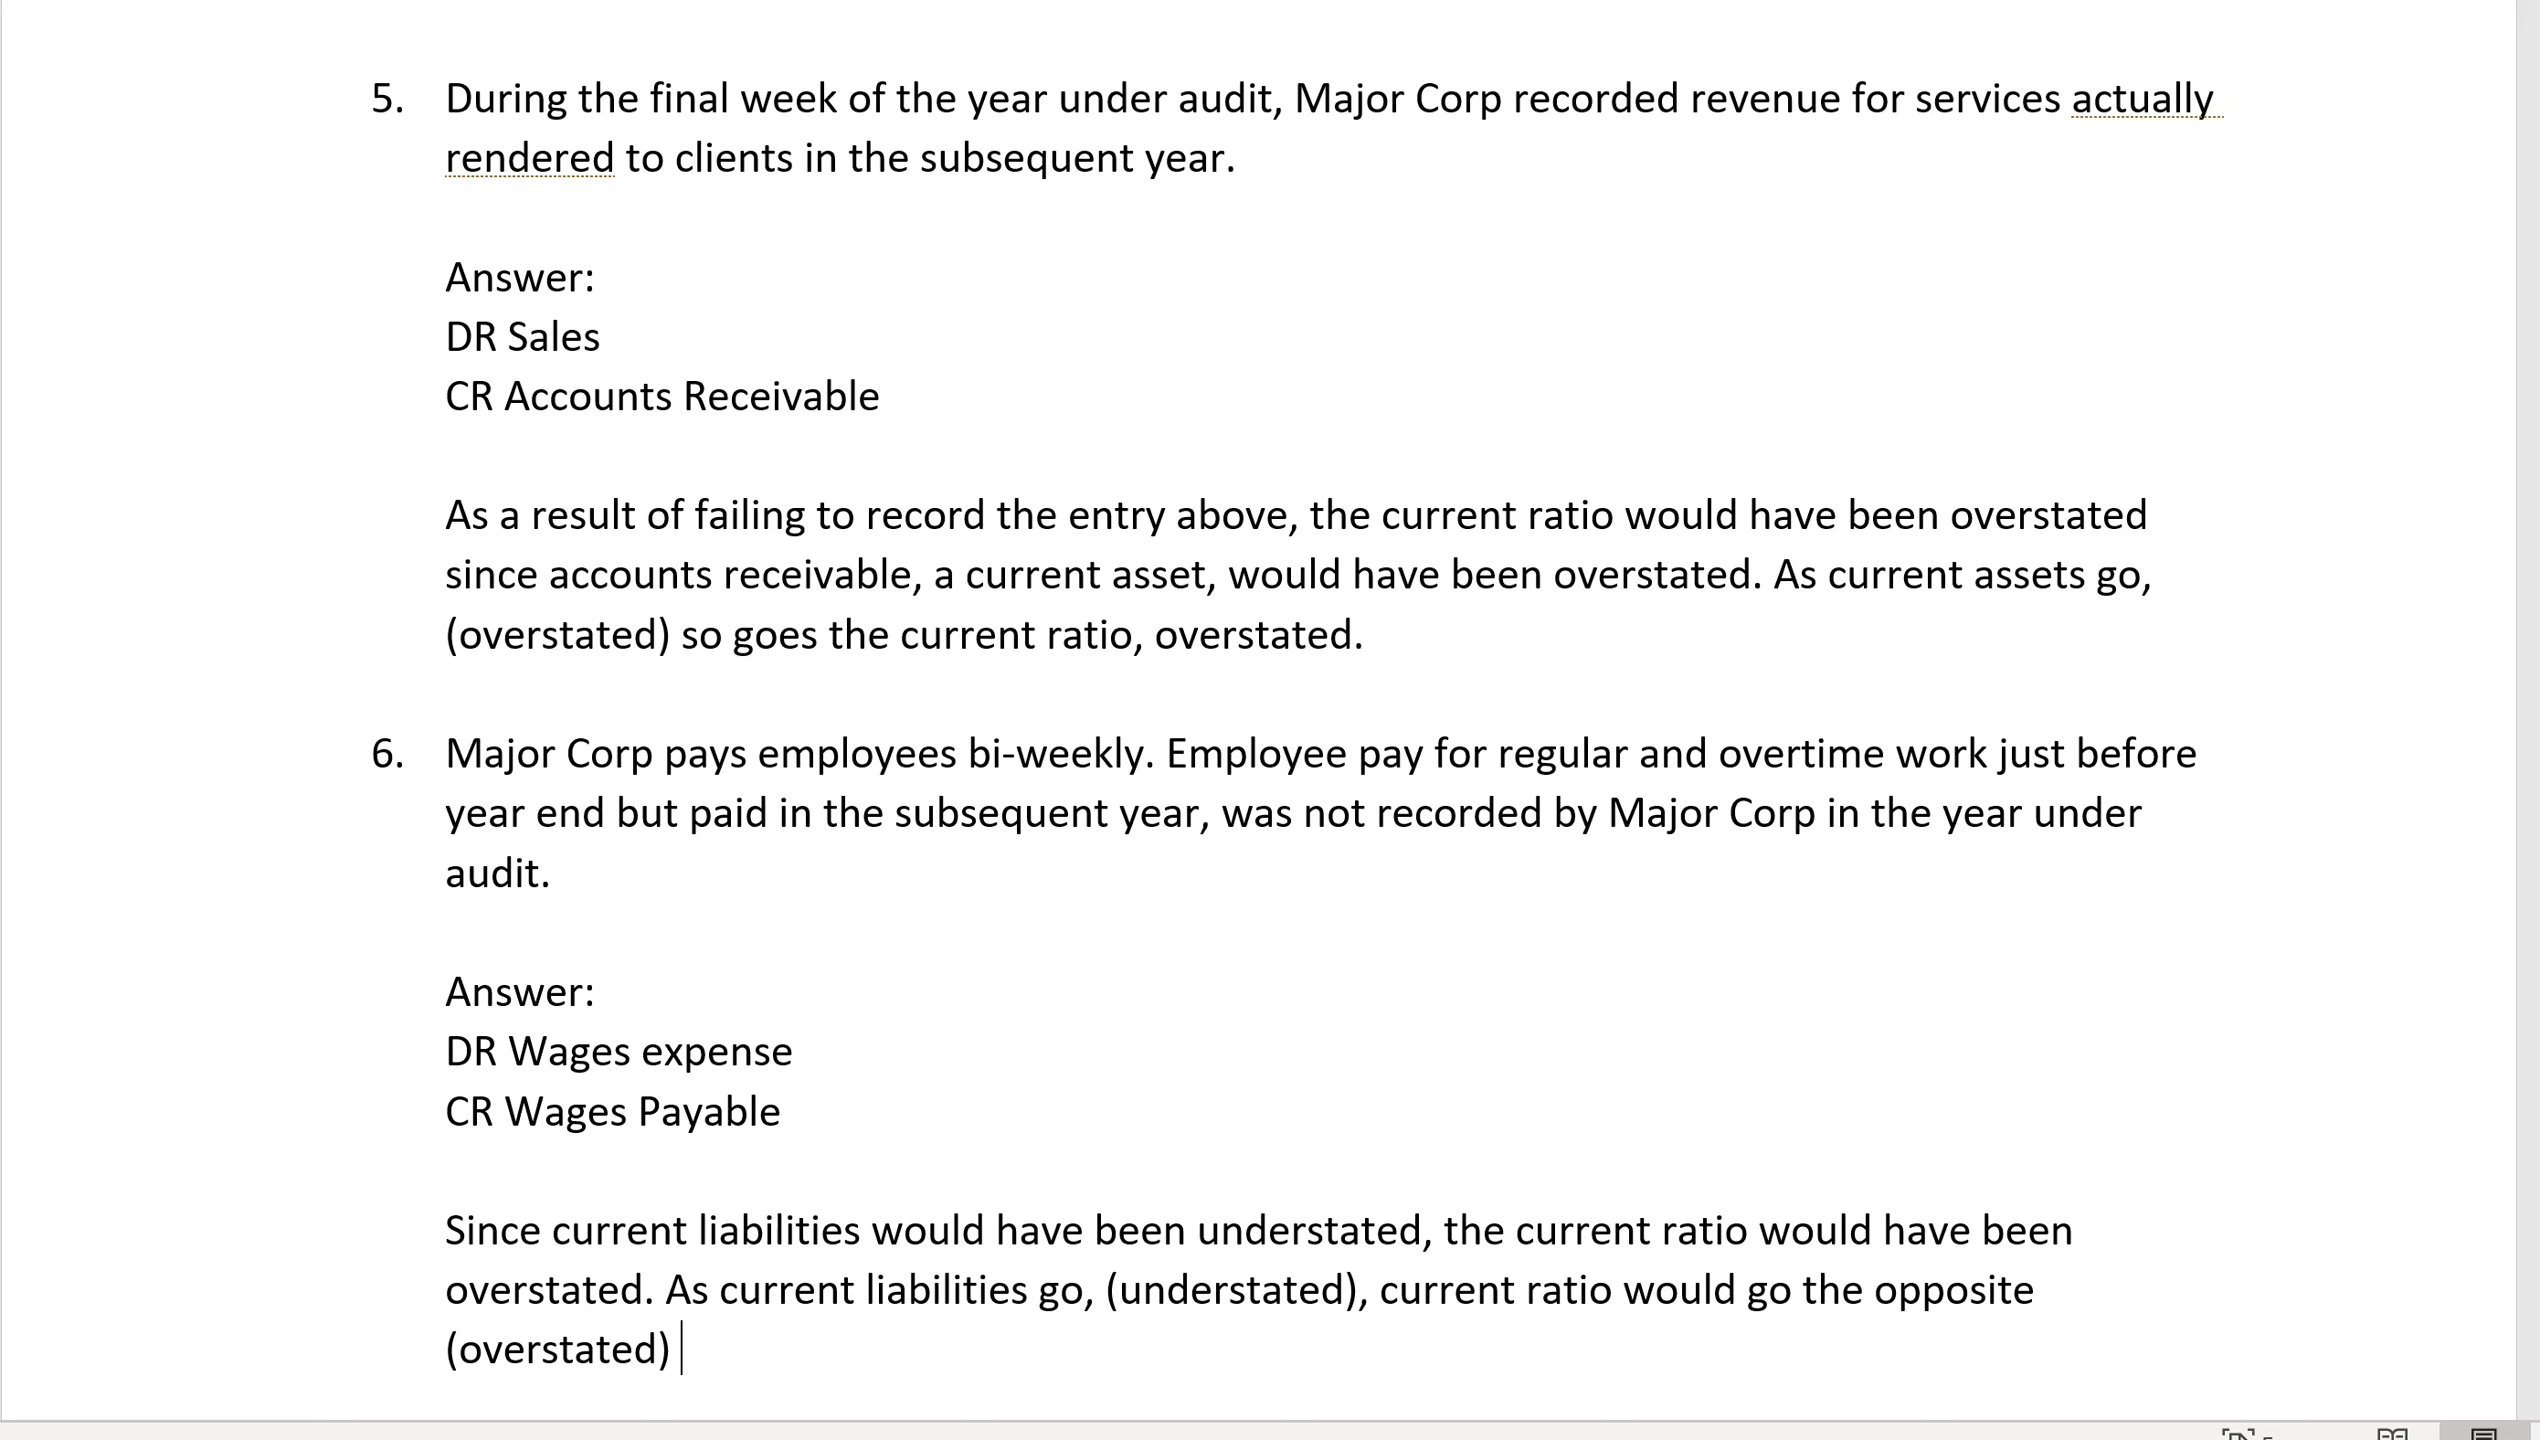 5. During the final week of the year under audit, Major Corp recorded revenue for services actually
rendered to clients in the subsequent year.
Answer:
DR Sales
CR Accounts Receivable
As a result of failing to record the entry above, the current ratio would have been overstated
since accounts receivable, a current asset, would have been overstated. As current assets go,
(overstated) so goes the current ratio, overstated.
6. Major Corp pays employees bi-weekly. Employee pay for regular and overtime work just before
year end but paid in the subsequent year, was not recorded by Major Corp in the year under
audit.
Answer:
DR Wages expense
CR Wages Payable
Since current liabilities would have been understated, the current ratio would have been
overstated. As current liabilities go, (understated), current ratio would go the opposite
(overstated)